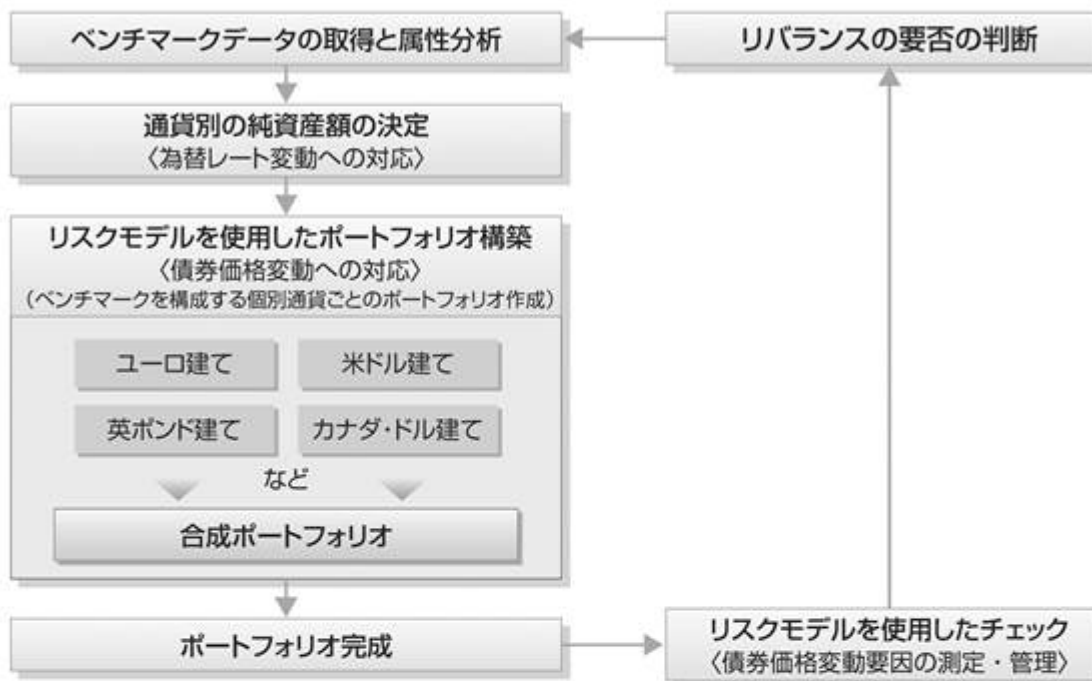 ベンチマークデータの取得と属性分析
リバランスの要否の判断
通貨別の純資産額の決定
〈為替レート変動への対応〉
リスクモデルを使用したポートフォリオ構築
〈債券価格変動への対応〉
(ベンチマークを構成する個別通貨ごとのポートフォリオ作成)
ユーロ建て
米ドル建て
英ポンド建て
カナダ・ドル建て
など
合成ポートフォリオ
ポートフォリオ完成
リスクモデルを使用したチェック
〈債券価格変動要因の測定・管理〉